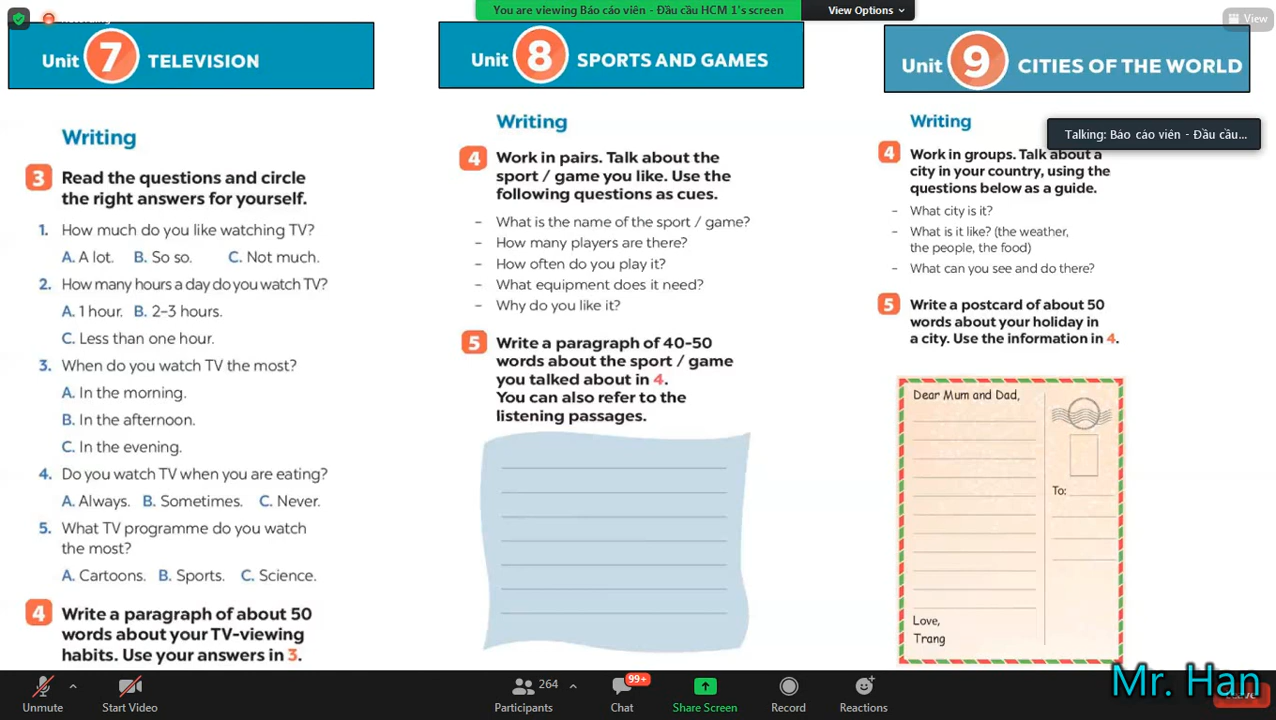 You are viewing Báo cáo viên - Đầu cầu HCM 1's screen
View Options
View
Unit 7 TELEVISION
Writing
3 Read the questions and circle
the right answers for yourself.
1. How much do you like watching TV?
A. A lot. B. So so. C. Not much.
2. How many hours a day do you watch TV?
A. 1 hour. B. 2–3 hours.
C. Less than one hour.
3. When do you watch TV the most?
A. In the morning.
B. In the afternoon.
C. In the evening.
4. Do you watch TV when you are eating?
A. Always. B. Sometimes. C. Never.
5. What TV programme do you watch
the most?
A. Cartoons. B. Sports. C. Science.
4 Write a paragraph of about 50
words about your TV-viewing
habits. Use your answers in 3.
Unit 8 SPORTS AND GAMES
Writing
4 Work in pairs. Talk about the
sport / game you like. Use the
following questions as cues.
- What is the name of the sport / game?
- How many players are there?
- How often do you play it?
- What equipment does it need?
- Why do you like it?
5 Write a paragraph of 40-50
words about the sport / game
you talked about in 4.
You can also refer to the
listening passages.
Unit 9 CITIES OF THE WORLD
Talking: Báo cáo viên - Đầu cầu...
Writing
4 Work in groups. Talk about a
city in your country, using the
questions below as a guide.
- What city is it?
- What is it like? (the weather,
the people, the food)
- What can you see and do there?
5 Write a postcard of about 50
words about your holiday in
a city. Use the information in 4.
Dear Mum and Dad,
To:
Love,
Trang
Mr. Han
Unmute
Start Video
264
Participants
99+
Chat
Share Screen
Record
Reactions